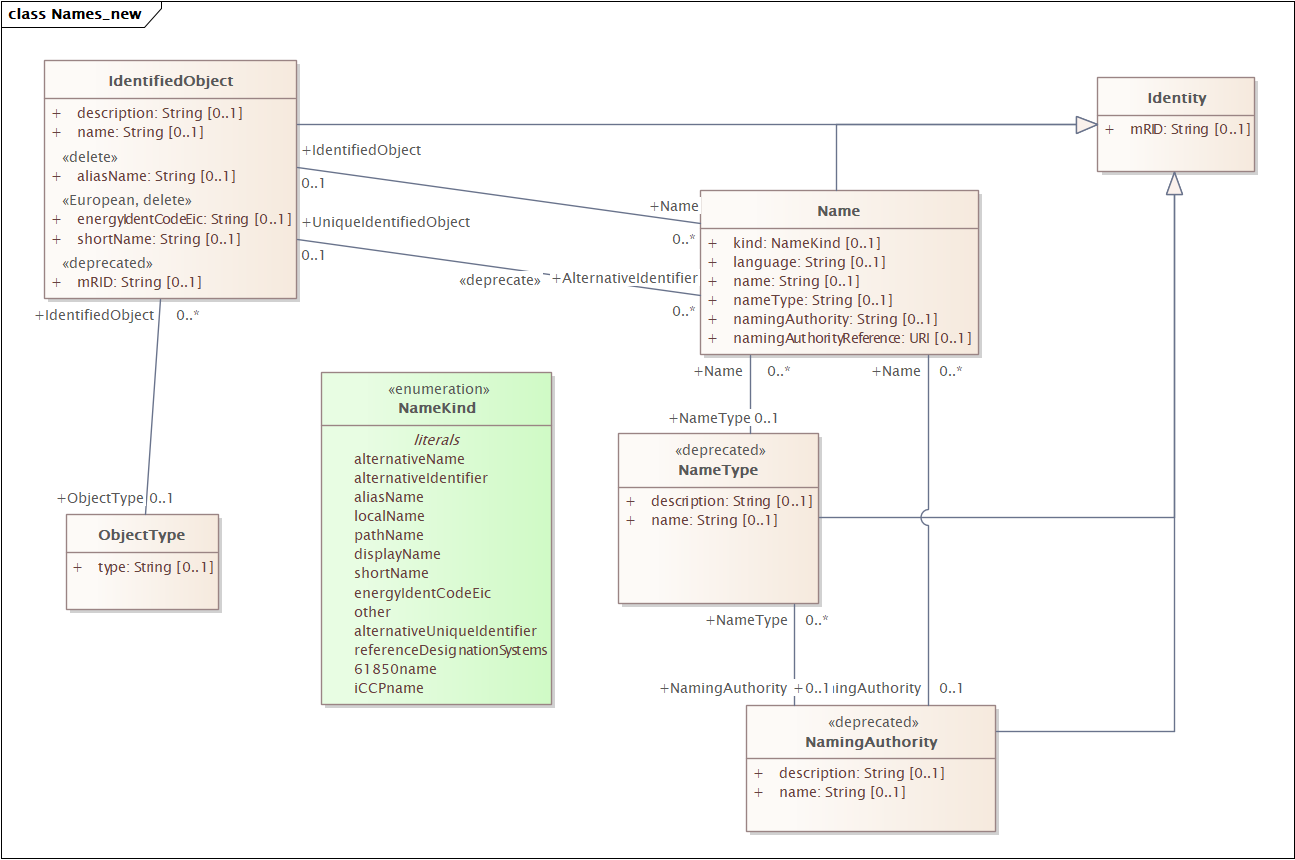 class Names_new
IdentifiedObject
+ description: String [0..1]
+ name: String [0..1]
«delete»
+ aliasName: String [0..1]
«European, delete»
+ energyIdentCodeEic: String [0..1]
+ shortName: String [0..1]
«deprecated»
+ mRID: String [0..1]
Identity
+ mRID: String [0..1]
+IdentifiedObject
0..1
+Name
0..*
+UniqueIdentifiedObject
0..1
«deprecate»
+AlternativeIdentifier
0..*
Name
+ kind: NameKind [0..1]
+ language: String [0..1]
+ name: String [0..1]
+ nameType: String [0..1]
+ namingAuthority: String [0..1]
+ namingAuthorityReference: URI [0..1]
+IdentifiedObject 0..*
+ObjectType 0..1
ObjectType
+ type: String [0..1]
«enumeration»
NameKind
literals
alternativeName
alternativeIdentifier
aliasName
localName
pathName
displayName
shortName
energyIdentCodeEic
other
alternativeUniqueIdentifier
referenceDesignationSystems
61850name
iCCPname
+Name 0..*
+Name 0..*
+NameType 0..1
«deprecated»
NameType
+ description: String [0..1]
+ name: String [0..1]
+NameType 0..*
+NamingAuthority 0..1
+ ingAuthority 0..1
«deprecated»
NamingAuthority
+ description: String [0..1]
+ name: String [0..1]